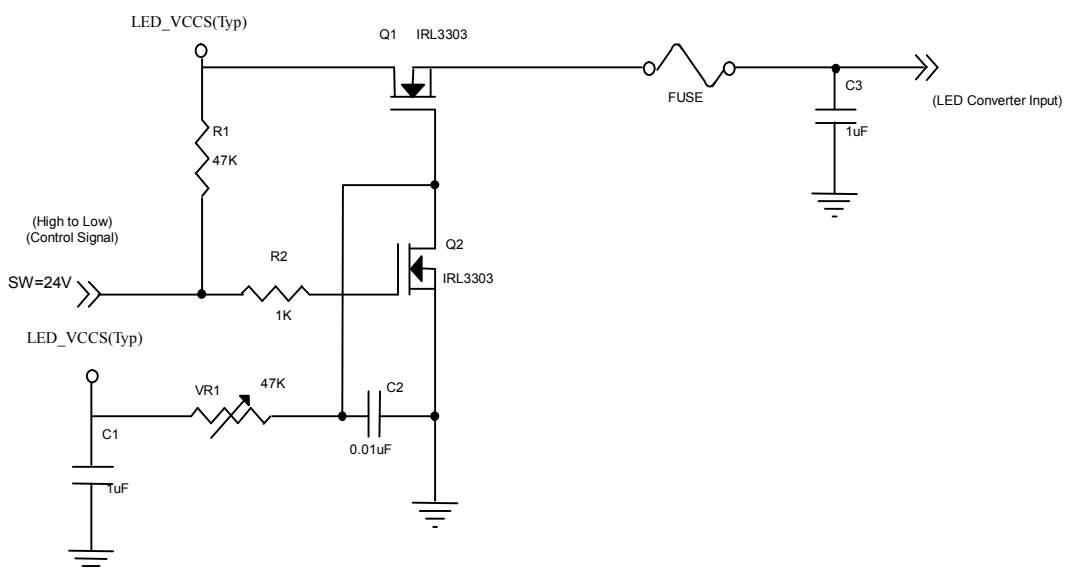 LED_VCCS(Typ)
Q1 IRL3303
FUSE
C3
(LED Converter Input)
1uF
R1
47K
(High to Low)
(Control Signal)
SW=24V
R2
1K
Q2
IRL3303
LED_VCCS(Typ)
VR1 47K
C2
C1
0.01uF
1uF